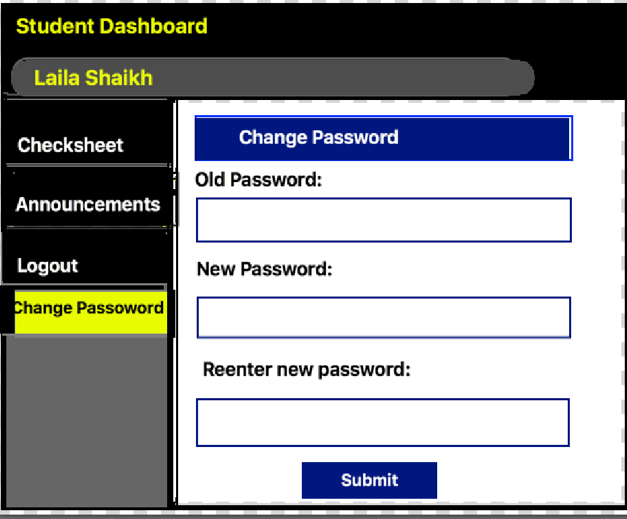 Student Dashboard
Laila Shaikh
Checksheet
Announcements
Logout
Change Passoword
Change Password
Old Password:
New Password:
Reenter new password:
Submit